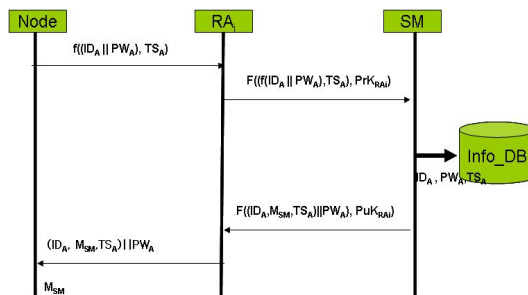 Node RAi SM
f((IDA || PWA), TSA)
F((f(IDA || PWA),TSA), PrKRAi)
Info_DB
IDA , PWA,TSA
F((IDA,MSM,TSA)||PWA), PuKRAi)
(IDA, MSM,TSA)||PWA
MSM